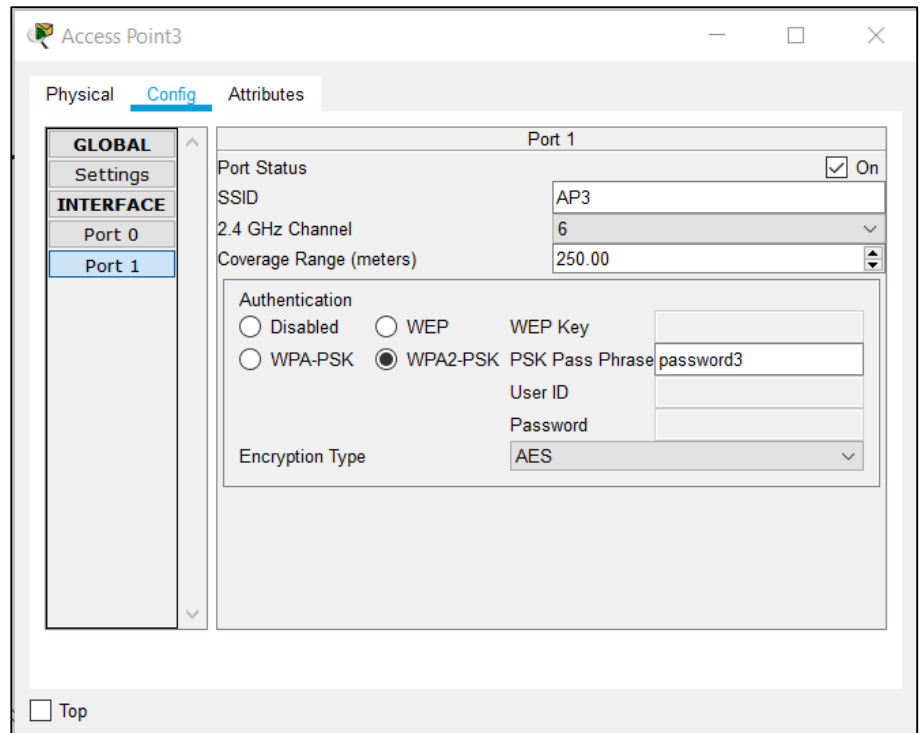 Access Point3
Physical Config Attributes
GLOBAL
Settings
INTERFACE
Port 0
Port 1
Port 1
Port Status On
SSID AP3
2.4 GHz Channel 6
Coverage Range (meters) 250.00
Authentication
Disabled WEP WEP Key
WPA-PSK WPA2-PSK PSK Pass Phrase password3
User ID
Password
Encryption Type AES
Top